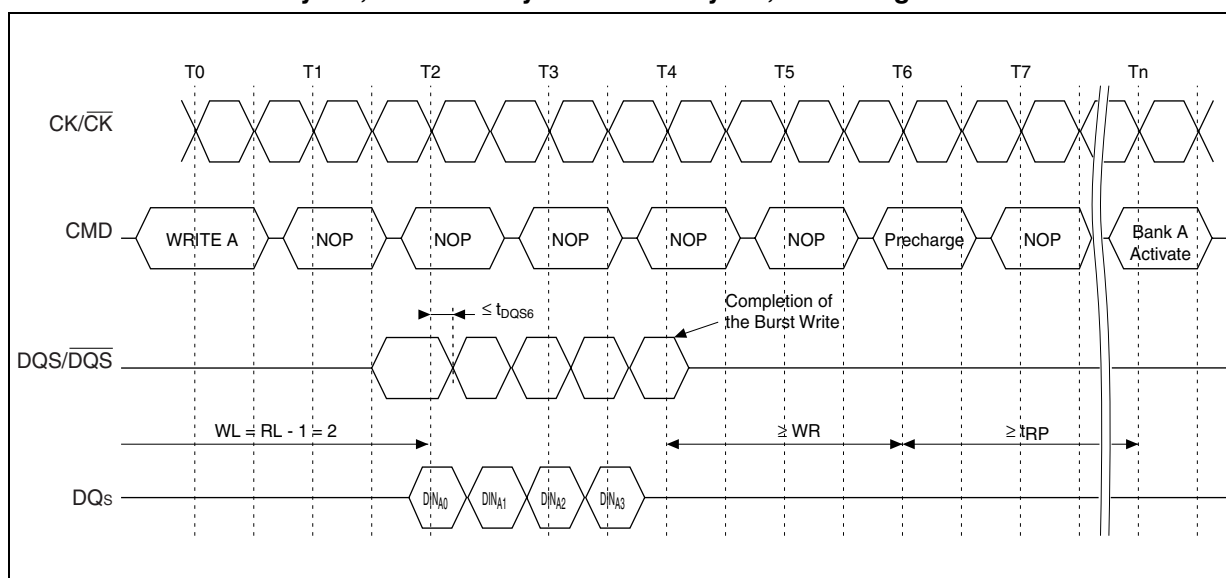 T0 T1 T2 T3 T4 T5 T6 T7 Tn
CK/C̅K̅
CMD WRITE A NOP NOP NOP NOP NOP Precharge NOP Bank A
Activate
≤ tDQS6
Completion of
the Burst Write
DQS/D̅Q̅S̅
WL = RL - 1 = 2 ≥ WR ≥ tRP
DQs DINA0 DINA1 DINA2 DINA3